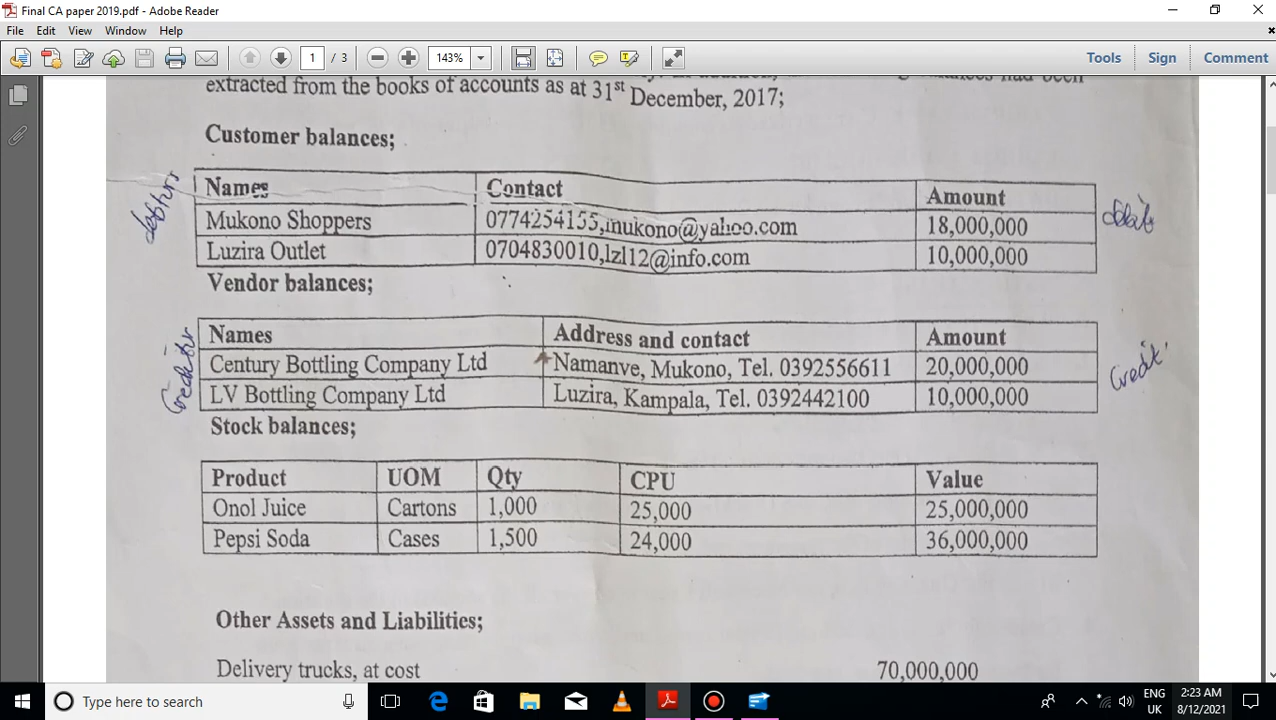 Final CA paper 2019.pdf - Adobe Reader
File Edit View Window Help
1 / 3 143% Tools Sign Comment
extracted from the books of accounts as at 31st December, 2017;
Customer balances;
Names Contact Amount
Mukono Shoppers 0774254155,mukono@yahoo.com 18,000,000
Luzira Outlet 0704830010,lzl12@info.com 10,000,000
debtors
debit
Vendor balances;
Names Address and contact Amount
Century Bottling Company Ltd Namanve, Mukono, Tel. 0392556611 20,000,000
LV Bottling Company Ltd Luzira, Kampala, Tel. 0392442100 10,000,000
Creditor
Credit
Stock balances;
Product UOM Qty CPU Value
Onol Juice Cartons 1,000 25,000 25,000,000
Pepsi Soda Cases 1,500 24,000 36,000,000
Other Assets and Liabilities;
Delivery trucks, at cost 70,000,000
Type here to search
ENG 2:23 AM
UK 8/12/2021